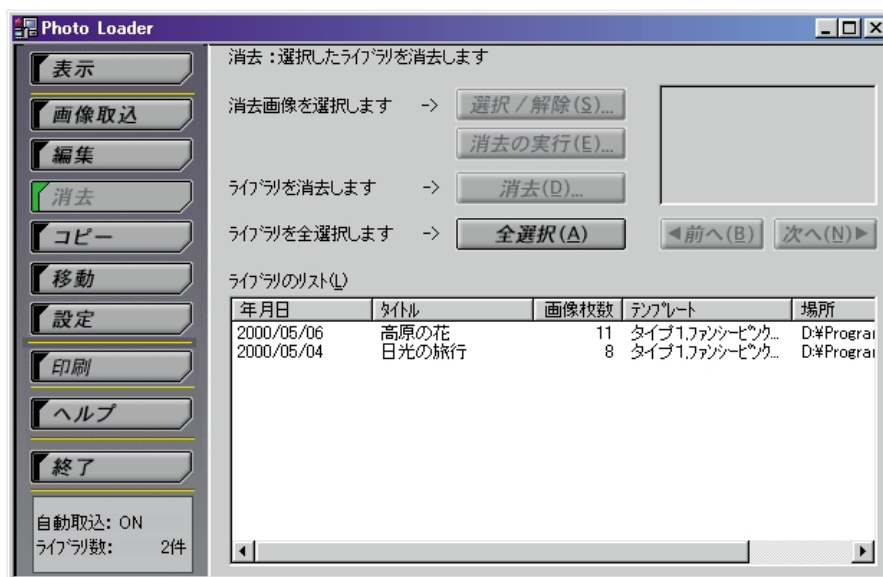 Photo Loader
表示
画像取込
編集
消去
コピー
移動
設定
印刷
ヘルプ
終了
自動取込: ON
ライブラリ数: 2件
消去:選択したライブラリを消去します
消去画像を選択します -> 選択/解除(S)...
消去の実行(E)...
ライブラリを消去します -> 消去(D)...
ライブラリを全選択します -> 全選択(A)
◀前へ(B) 次へ(N)▶
ライブラリのリスト(L)
年月日 タイトル 画像枚数 テンプレート 場所
2000/05/06 高原の花 11 タイプ1,ファンシーピンク... D:¥Progra
2000/05/04 日光の旅行 8 タイプ1,ファンシーピンク... D:¥Progra